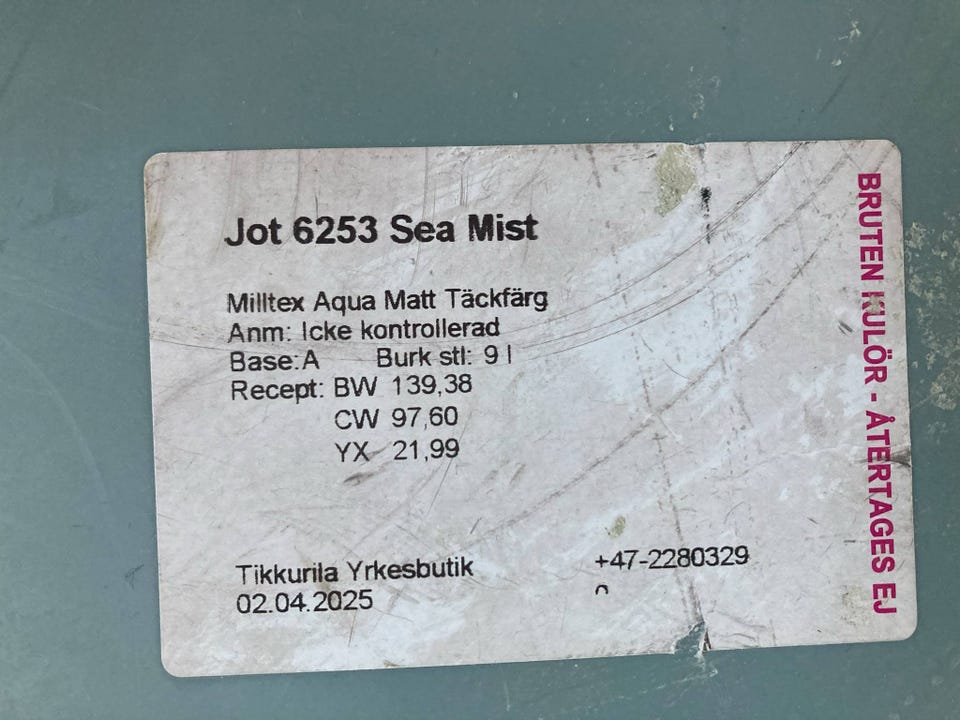 Jot 6253 Sea Mist
Milltex Aqua Matt Täckfärg
Anm: Icke kontrollerad
Base:A Burk stl: 9 l
Recept: BW 139,38
CW 97,60
YX 21,99
Tikkurila Yrkesbutik +47-2280329
02.04.2025
BRUTEN KULÖR - ÅTERTAGES EJ